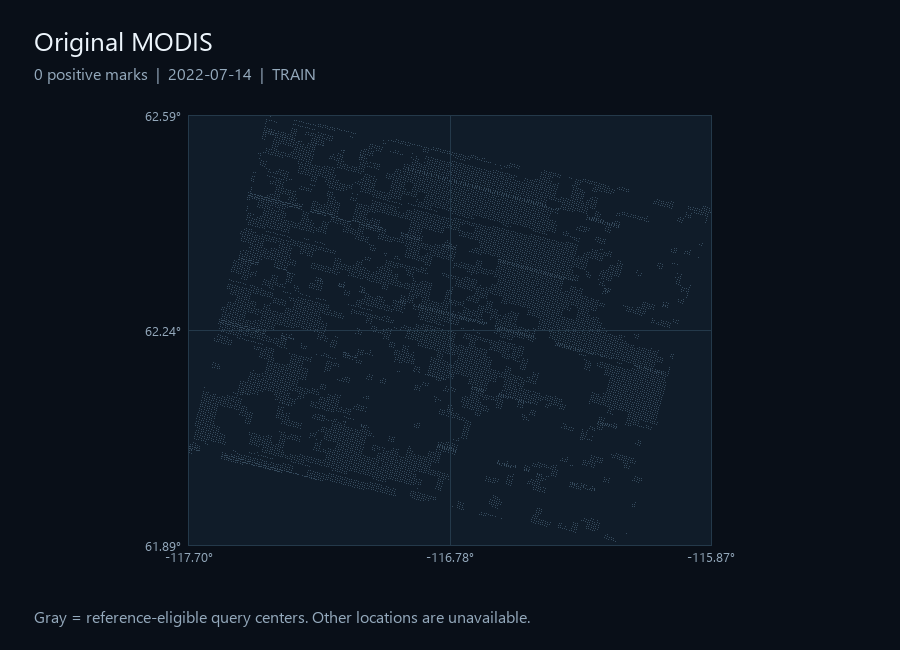 Original MODIS
0 positive marks | 2022-07-14 | TRAIN
62.59°
62.24°
61.89°
-117.70°
-116.78°
-115.87°
Gray = reference-eligible query centers. Other locations are unavailable.